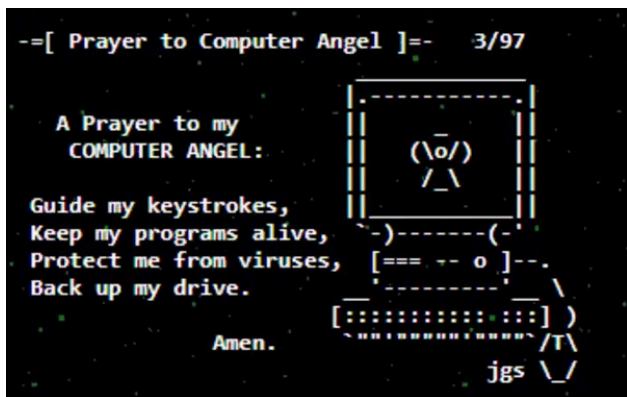 -=[ Prayer to Computer Angel ]=- 3/97
A Prayer to my
COMPUTER ANGEL:
Guide my keystrokes,
Keep my programs alive,
Protect me from viruses,
Back up my drive.
Amen.
jgs